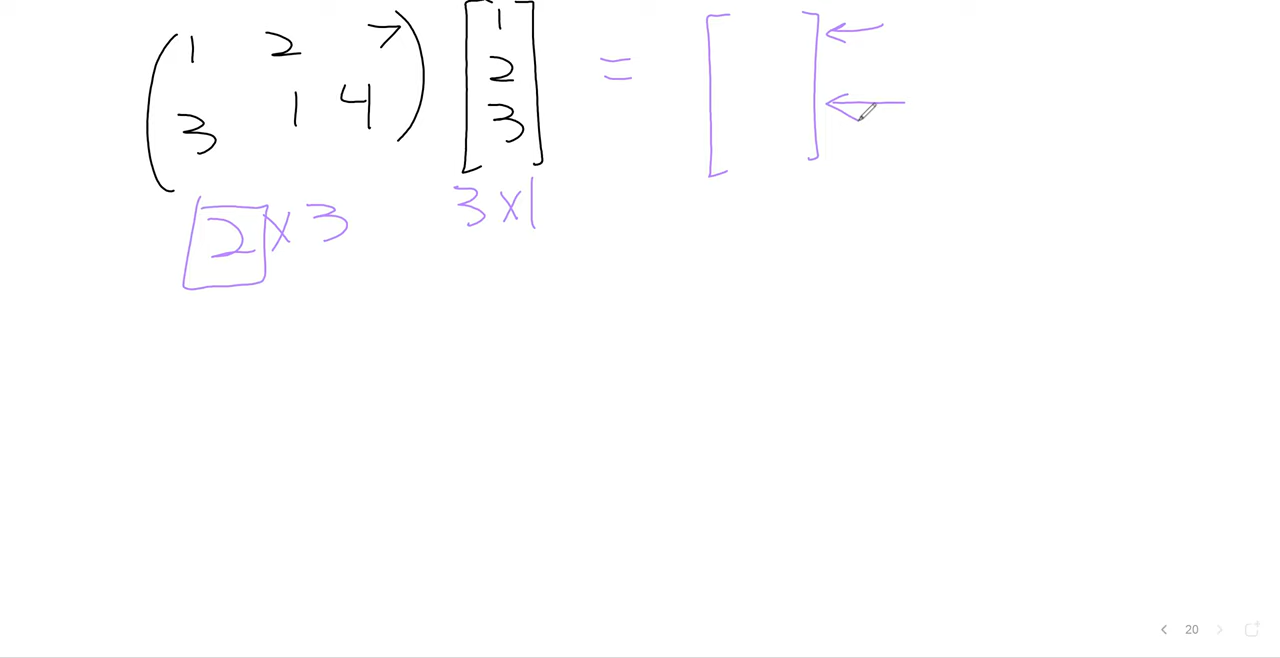 ( 1 2 7 ) [ 1
2 = [ ]
3 1 4 3
2 x 3 3 x 1
< 20 >